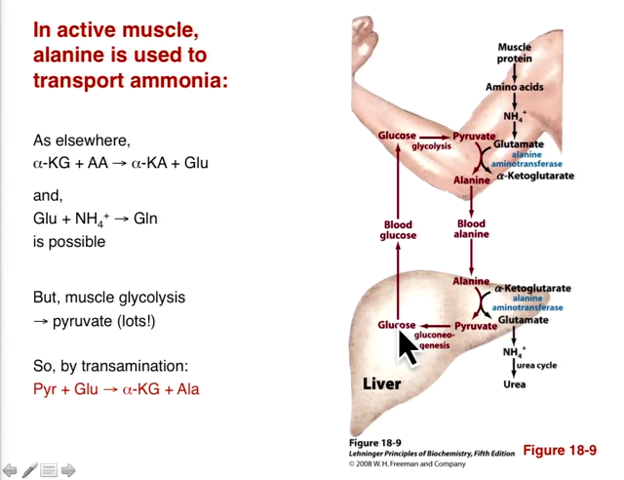 In active muscle,
alanine is used to
transport ammonia:
As elsewhere,
α-KG + AA → α-KA + Glu
and,
Glu + NH₄⁺ → Gln
is possible
But, muscle glycolysis
→ pyruvate (lots!)
So, by transamination:
Pyr + Glu → α-KG + Ala
Muscle
protein
Amino acids
NH₄⁺
Glucose
glycolysis
Pyruvate
Glutamate
alanine
aminotransferase
Alanine
α-Ketoglutarate
Blood
glucose
Blood
alanine
Alanine
α-Ketoglutarate
alanine
aminotransferase
Glucose
gluconeo-
genesis
Pyruvate
Glutamate
NH₄⁺
urea cycle
Urea
Liver
Figure 18-9
Lehninger Principles of Biochemistry, Fifth Edition
© 2008 W. H. Freeman and Company
Figure 18-9